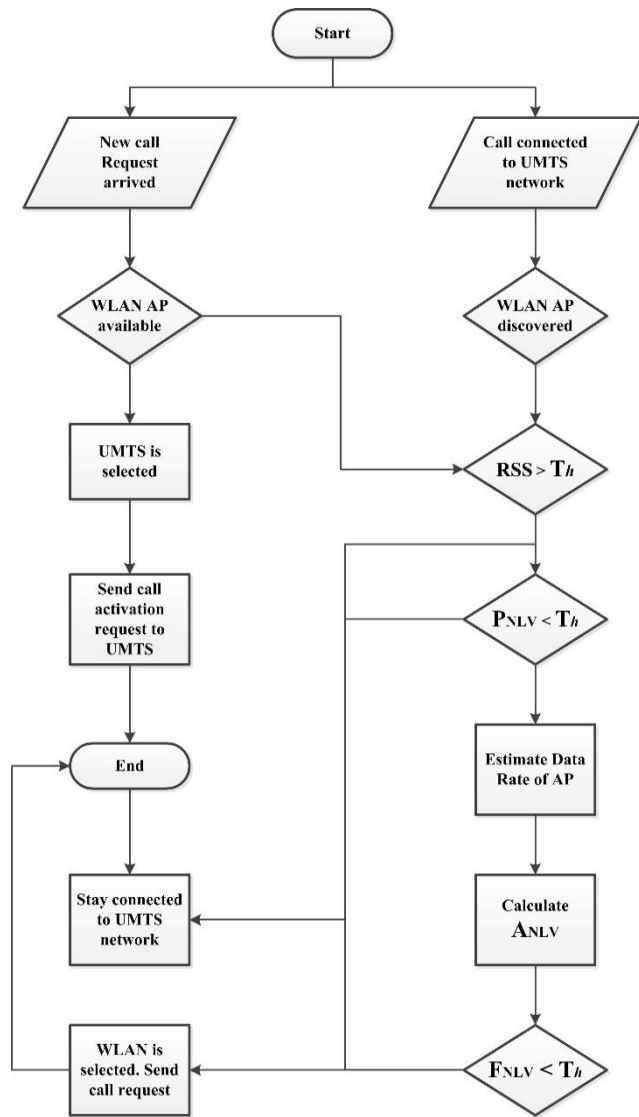 Start
New call
Request
arrived
Call connected
to UMTS
network
WLAN AP
available
WLAN AP
discovered
UMTS is
selected
RSS > Th
Send call
activation
request to
UMTS
PNLV < Th
End
Estimate Data
Rate of AP
Stay connected
to UMTS
network
Calculate
ANLV
WLAN is
selected. Send
call request
FNLV < Th